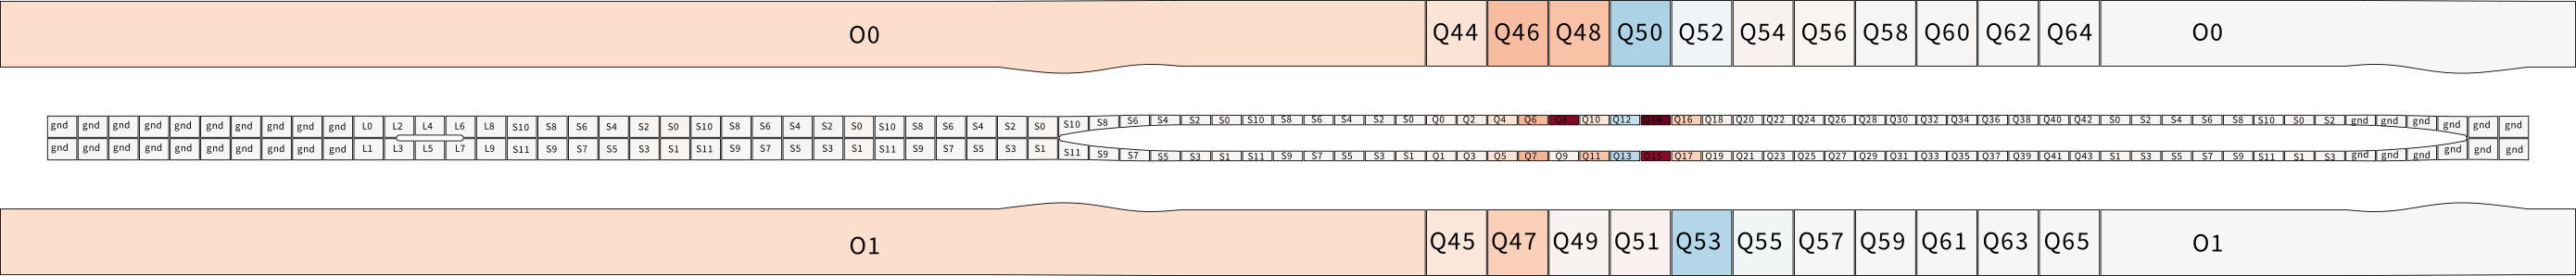 O0 Q44 Q46 Q48 Q50 Q52 Q54 Q56 Q58 Q60 Q62 Q64 O0
gnd gnd gnd gnd gnd gnd gnd gnd gnd gnd L0 L2 L4 L6 L8 S10 S8 S6 S4 S2 S0 S10 S8 S6 S4 S2 S0 S10 S8 S6 S4 S2 S0 S10 S8 S6 S4 S2 S0 S10 S8 S6 S4 S2 S0 Q0 Q2 Q4 Q6 Q8 Q10 Q12 Q14 Q16 Q18 Q20 Q22 Q24 Q26 Q28 Q30 Q32 Q34 Q36 Q38 Q40 Q42 S0 S2 S4 S6 S8 S10 S0 S2 gnd gnd gnd gnd gnd gnd
gnd gnd gnd gnd gnd gnd gnd gnd gnd gnd L1 L3 L5 L7 L9 S11 S9 S7 S5 S3 S1 S11 S9 S7 S5 S3 S1 S11 S9 S7 S5 S3 S1 S11 S9 S7 S5 S3 S1 S11 S9 S7 S5 S3 S1 Q1 Q3 Q5 Q7 Q9 Q11 Q13 Q15 Q17 Q19 Q21 Q23 Q25 Q27 Q29 Q31 Q33 Q35 Q37 Q39 Q41 Q43 S1 S3 S5 S7 S9 S11 S1 S3 gnd gnd gnd gnd gnd gnd
O1 Q45 Q47 Q49 Q51 Q53 Q55 Q57 Q59 Q61 Q63 Q65 O1